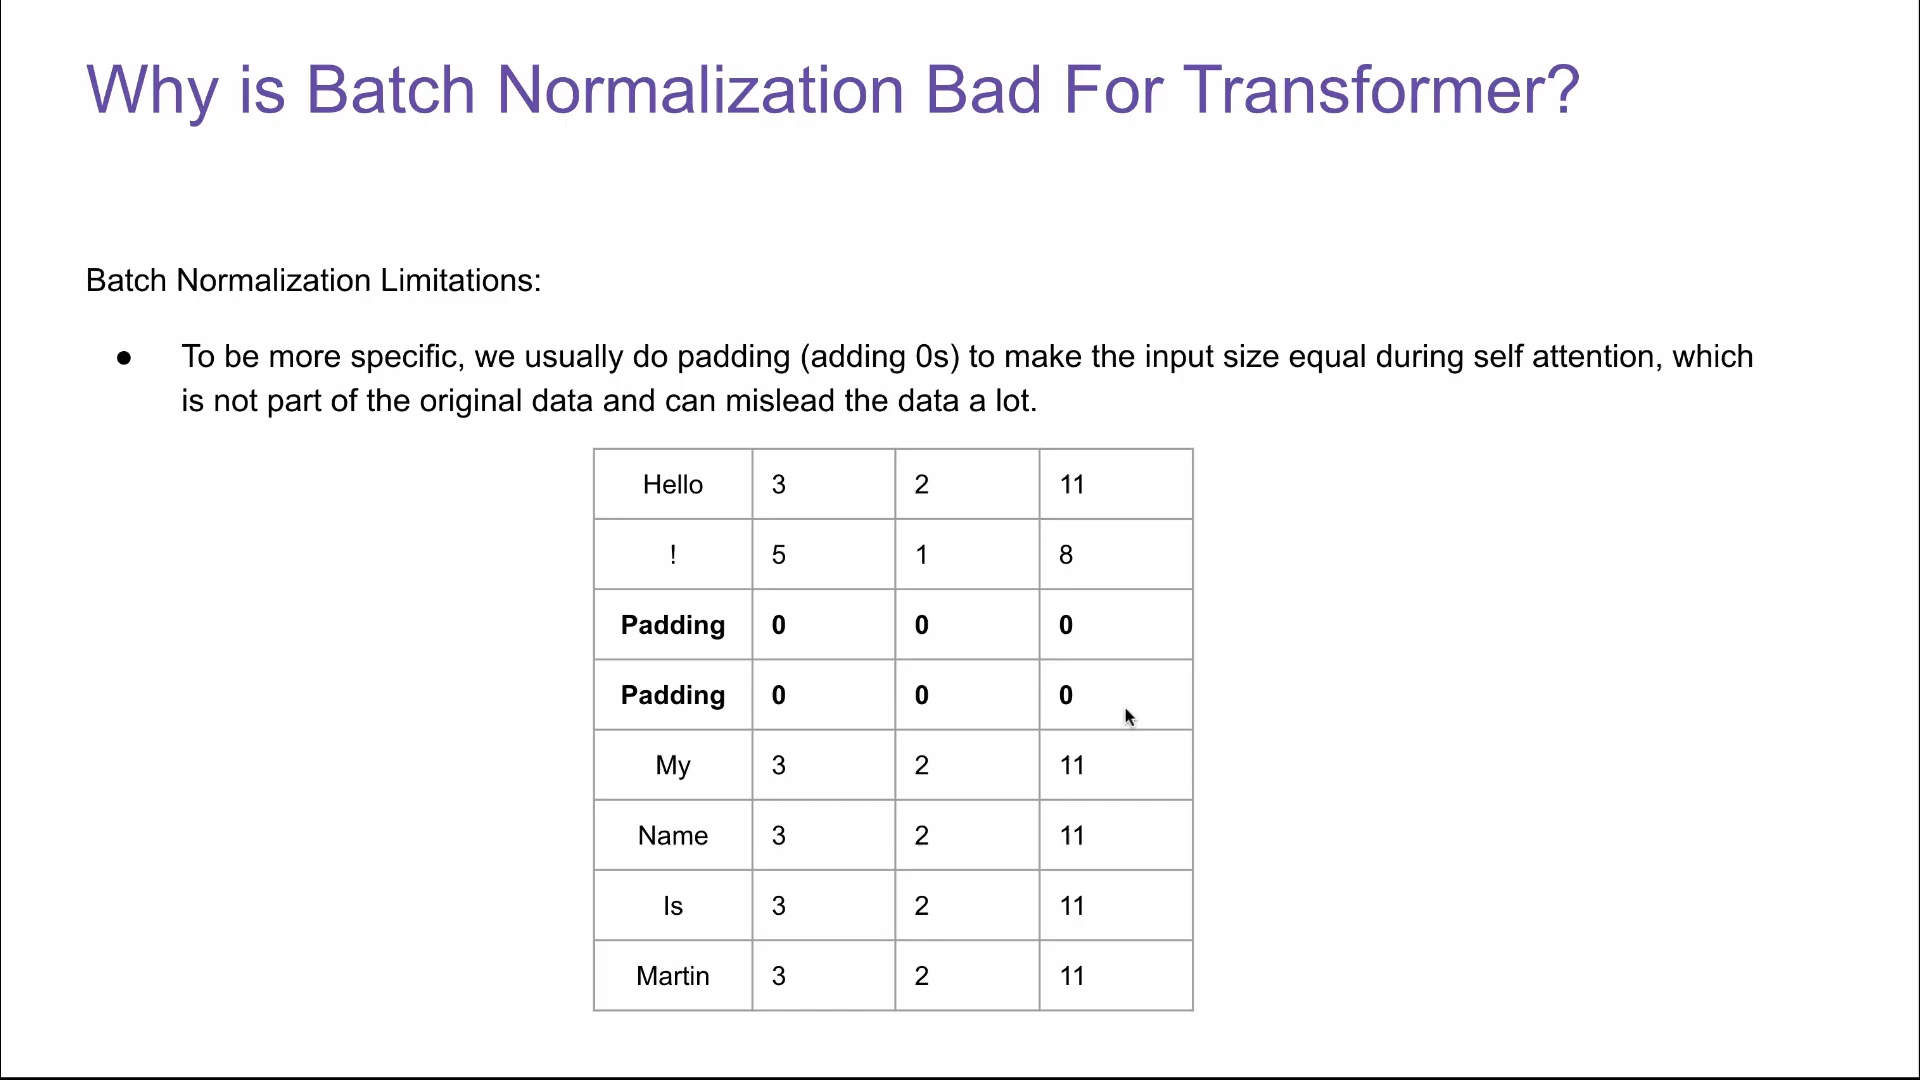 Why is Batch Normalization Bad For Transformer?
Batch Normalization Limitations:
● To be more specific, we usually do padding (adding 0s) to make the input size equal during self attention, which
is not part of the original data and can mislead the data a lot.
Hello 3 2 11
! 5 1 8
Padding 0 0 0
Padding 0 0 0
My 3 2 11
Name 3 2 11
Is 3 2 11
Martin 3 2 11